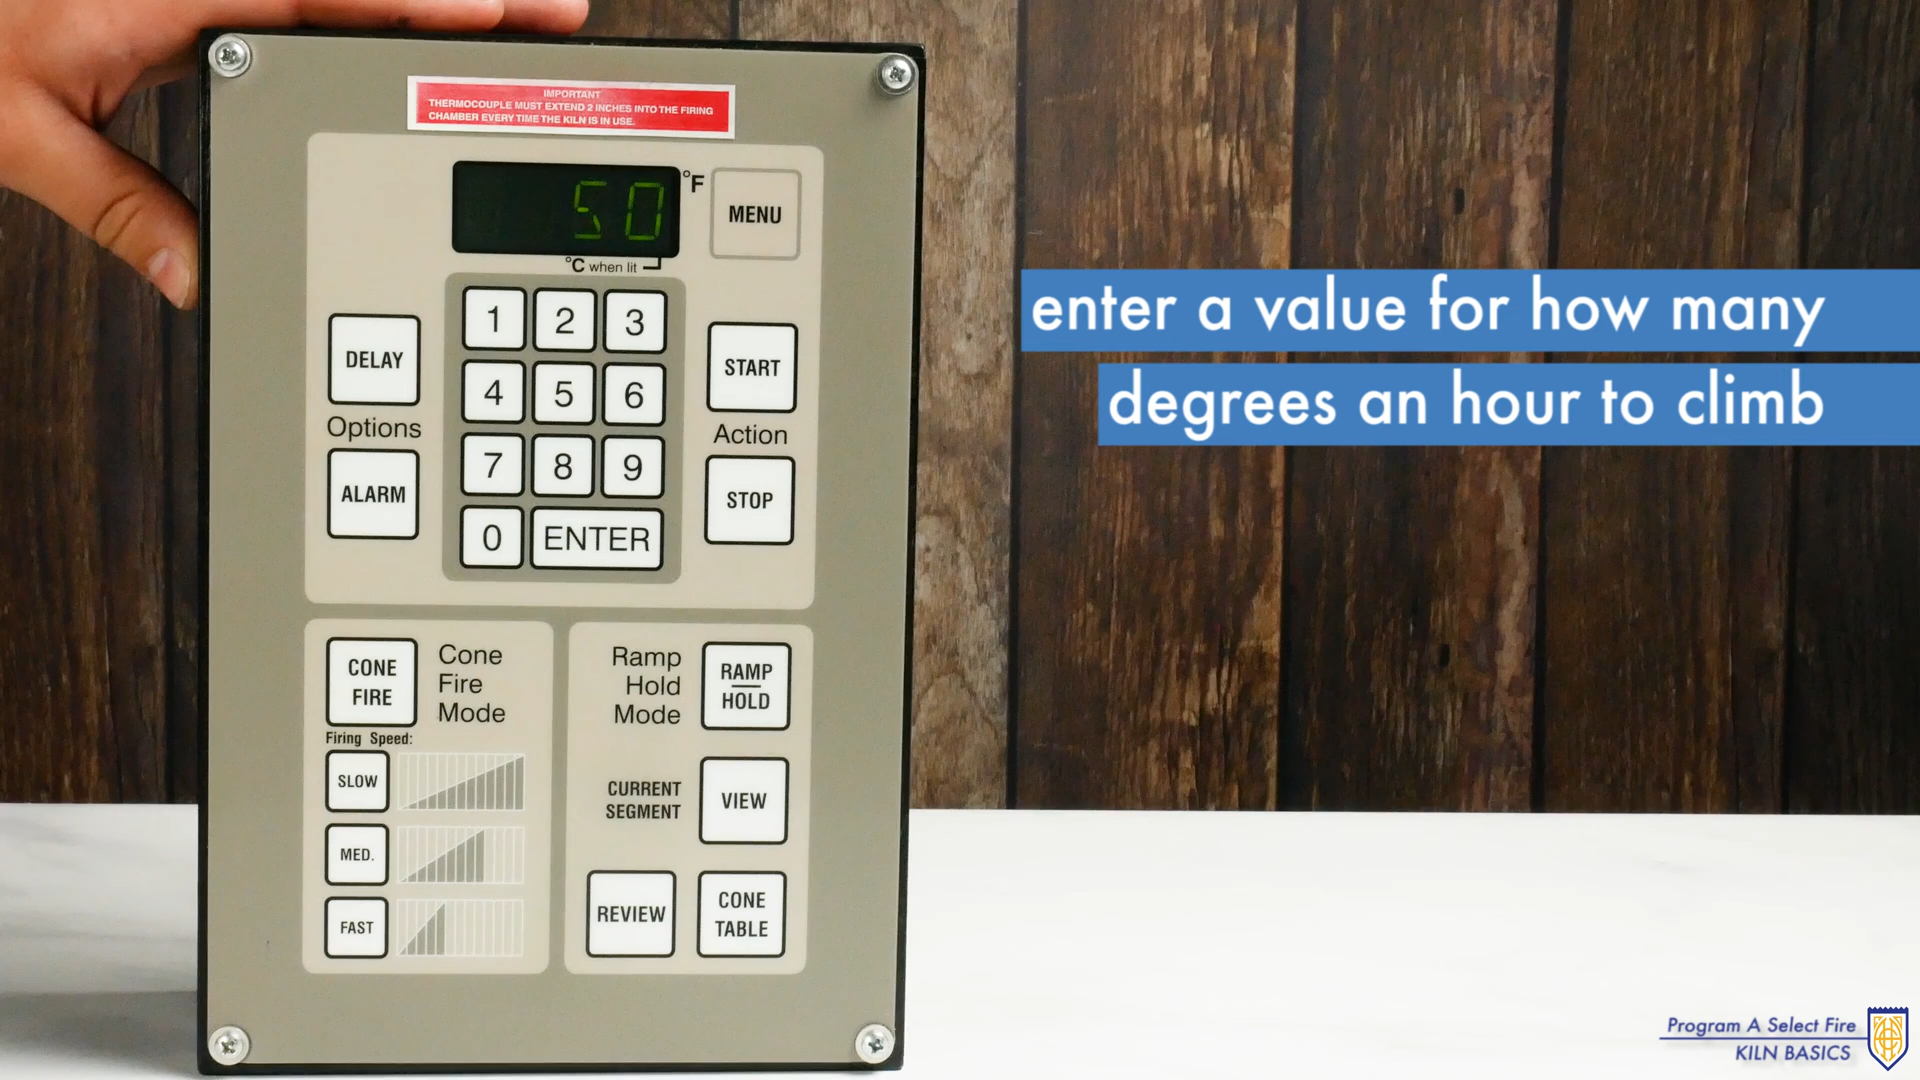 IMPORTANT
THERMOCOUPLE MUST EXTEND 2 INCHES INTO THE FIRING
CHAMBER EVERY TIME THE KILN IS IN USE.
50
°F
MENU
°C when lit
1 2 3
4 5 6
7 8 9
0 ENTER
DELAY
Options
ALARM
START
Action
STOP
CONE
FIRE
Cone
Fire
Mode
Firing Speed:
SLOW
MED.
FAST
Ramp
Hold
Mode
RAMP
HOLD
CURRENT
SEGMENT
VIEW
REVIEW
CONE
TABLE
enter a value for how many
degrees an hour to climb
Program A Select Fire
KILN BASICS